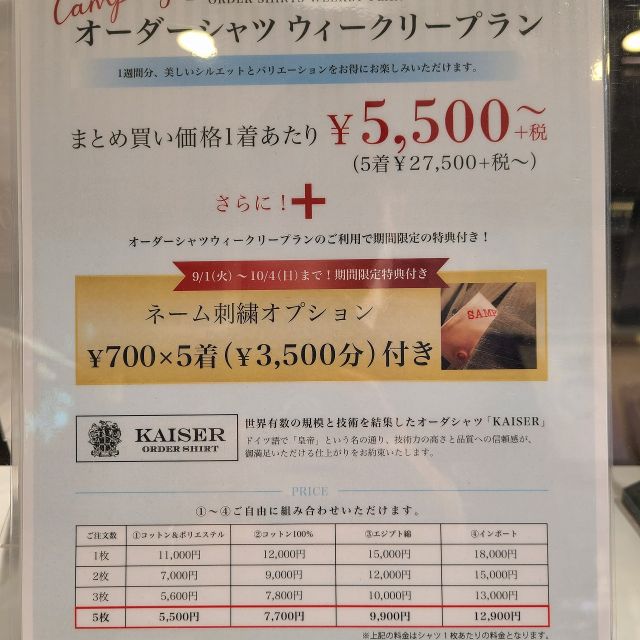 Camp
ORDER SHIRTS WEEKLY PLAN
オーダーシャツ ウィークリープラン
1週間分、美しいシルエットとバリエーションをお得にお楽しみいただけます。
まとめ買い価格1着あたり ¥5,500〜+税
(5着¥27,500+税〜)
さらに！+
オーダーシャツウィークリープランのご利用で期間限定の特典付き！
9/1(火)〜10/4(日)まで！期間限定特典付き
ネーム刺繍オプション
SAMP
¥700×5着(¥3,500分)付き
KAISER
ORDER SHIRT
世界有数の規模と技術を結集したオーダシャツ「KAISER」
ドイツ語で「皇帝」という名の通り、技術力の高さと品質への信頼感が、
御満足いただける仕上がりをお約束いたします。
PRICE
①〜④ご自由に組み合わせいただけます。
ご注文数 ①コットン&ポリエステル ②コットン100% ③エジプト綿 ④インポート
1枚 11,000円 12,000円 15,000円 18,000円
2枚 7,000円 9,000円 12,000円 15,000円
3枚 5,600円 7,800円 10,000円 13,000円
5枚 5,500円 7,700円 9,900円 12,900円
※上記の料金はシャツ1枚あたりの料金となります。